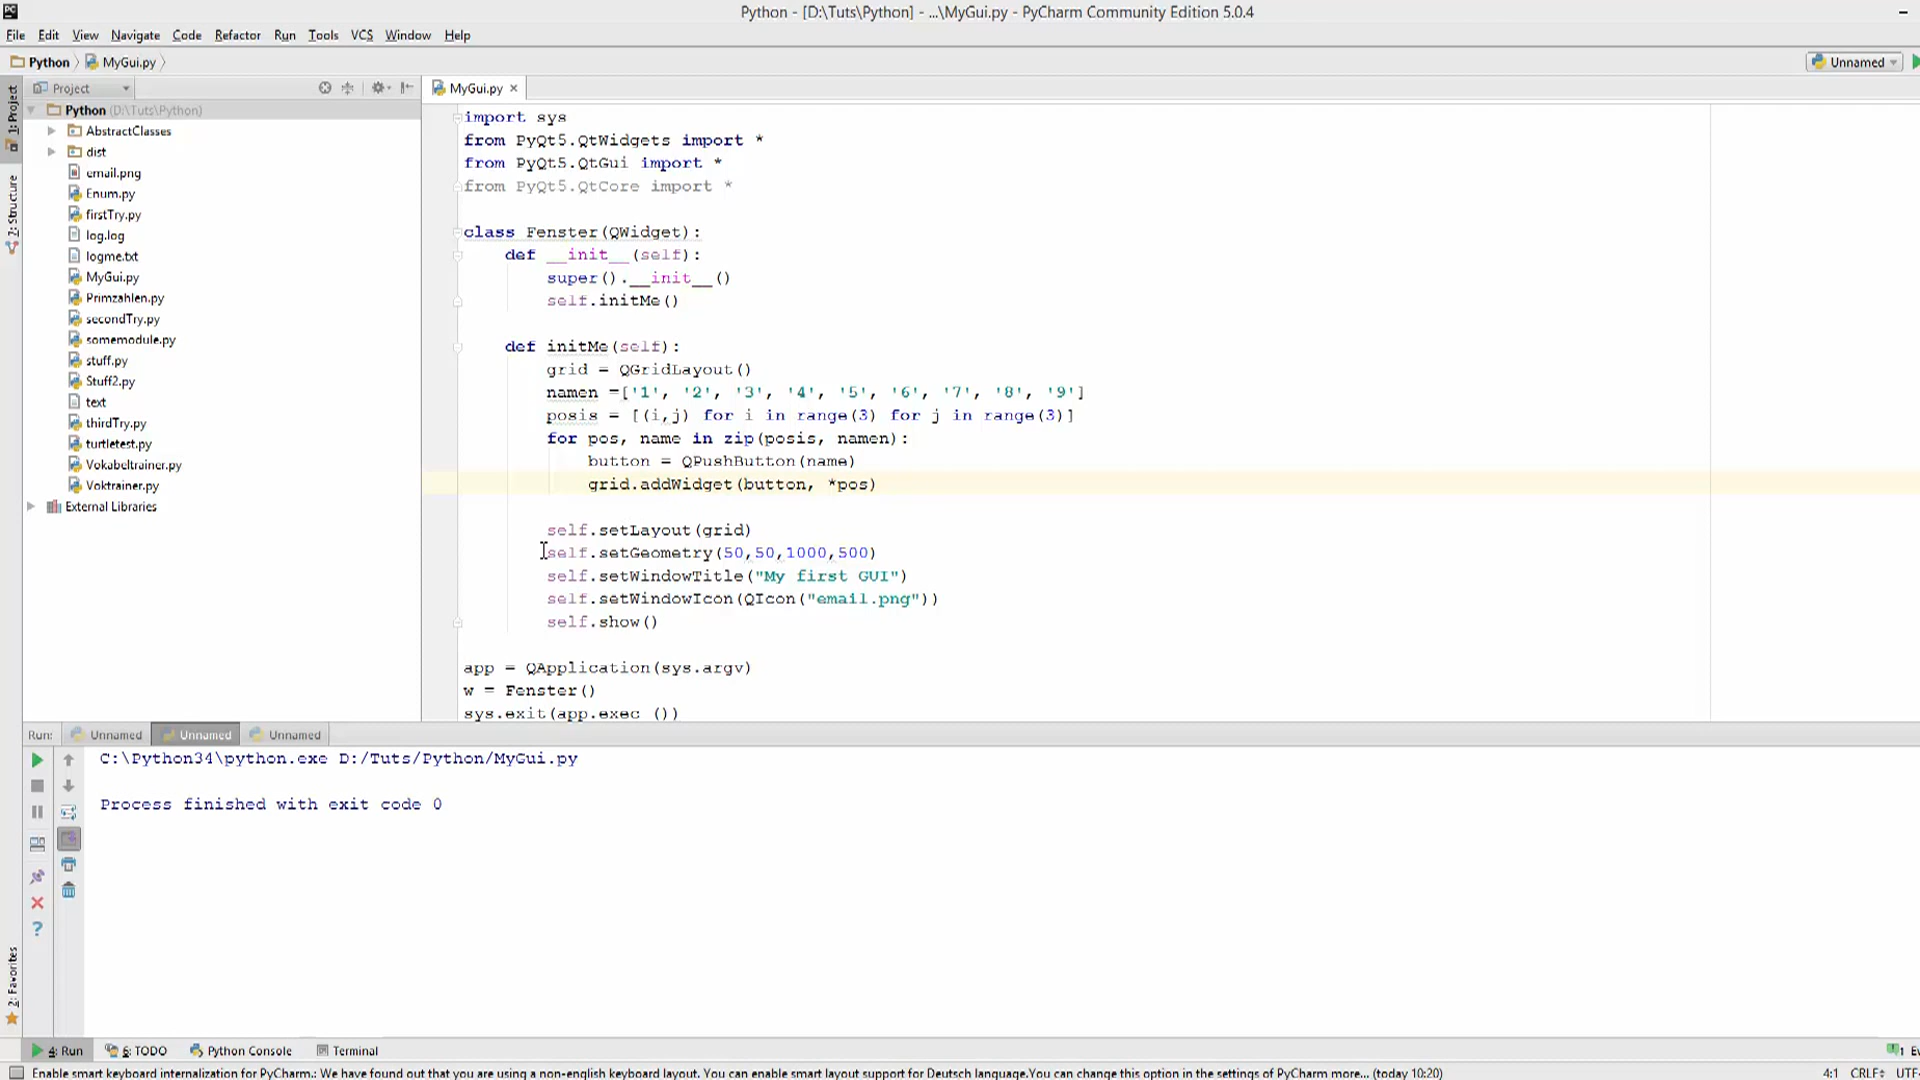 Python - [D:\Tuts\Python] - ...\MyGui.py - PyCharm Community Edition 5.0.4
File Edit View Navigate Code Refactor Run Tools VCS Window Help
Python MyGui.py Unnamed
1: Project
7: Structure
2: Favorites
Project
Python (D:\Tuts\Python)
AbstractClasses
dist
email.png
Enum.py
firstTry.py
log.log
logme.txt
MyGui.py
Primzahlen.py
secondTry.py
somemodule.py
stuff.py
Stuff2.py
text
thirdTry.py
turtletest.py
Vokabeltrainer.py
Voktrainer.py
External Libraries
MyGui.py
import sys
from PyQt5.QtWidgets import *
from PyQt5.QtGui import *
from PyQt5.QtCore import *
class Fenster(QWidget):
def __init__(self):
super().__init__()
self.initMe()
def initMe(self):
grid = QGridLayout()
namen =['1', '2', '3', '4', '5', '6', '7', '8', '9']
posis = [(i,j) for i in range(3) for j in range(3)]
for pos, name in zip(posis, namen):
button = QPushButton(name)
grid.addWidget(button, *pos)
self.setLayout(grid)
self.setGeometry(50,50,1000,500)
self.setWindowTitle("My first GUI")
self.setWindowIcon(QIcon("email.png"))
self.show()
app = QApplication(sys.argv)
w = Fenster()
sys.exit(app.exec_())
Run: Unnamed Unnamed Unnamed
C:\Python34\python.exe D:/Tuts/Python/MyGui.py
Process finished with exit code 0
4: Run 6: TODO Python Console Terminal 1
Enable smart keyboard internalization for PyCharm.: We have found out that you are using a non-english keyboard layout. You can enable smart layout support for Deutsch language.You can change this option in the settings of PyCharm more... (today 10:20) 4:1 CRLF UTF-